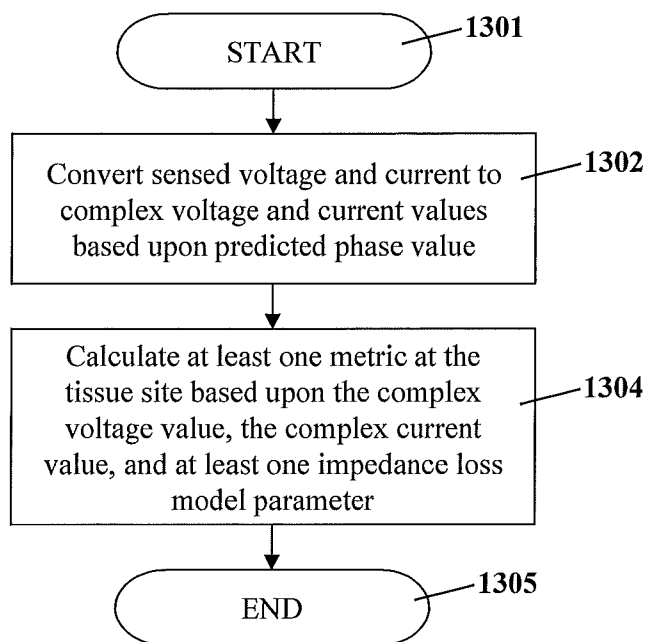 START
1301
Convert sensed voltage and current to
complex voltage and current values
based upon predicted phase value
1302
Calculate at least one metric at the
tissue site based upon the complex
voltage value, the complex current
value, and at least one impedance loss
model parameter
1304
END
1305